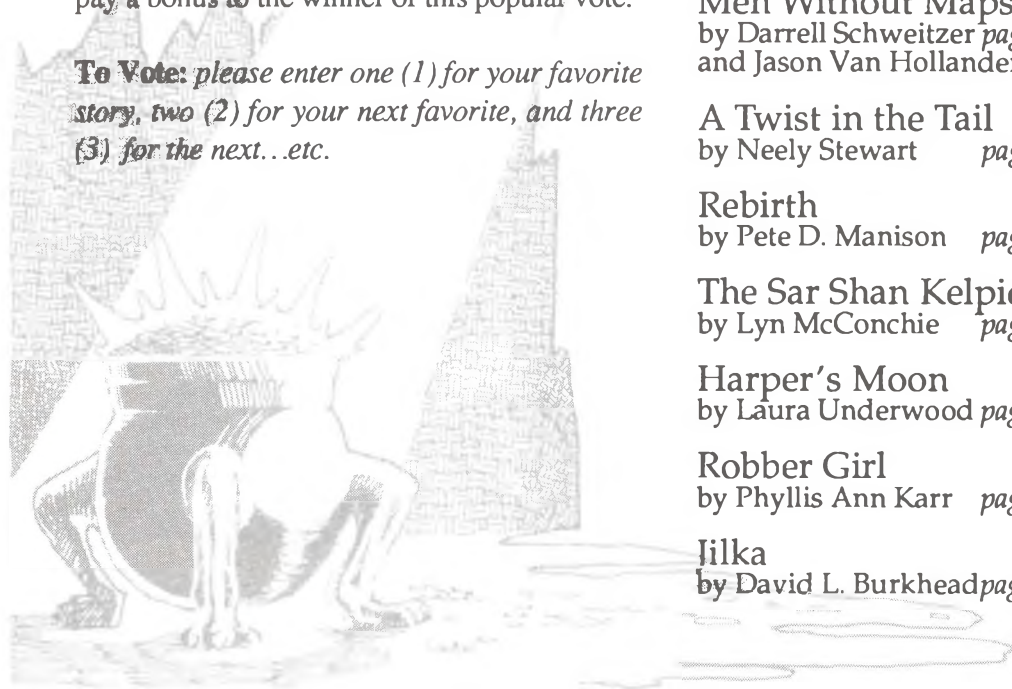 pay a bonus to the winner of this popular vote.
To Vote: please enter one (1) for your favorite
story, two (2) for your next favorite, and three
(3) for the next...etc.
Men Without Maps
by Darrell Schweitzer
and Jason Van Hollander
A Twist in the Tail
by Neely Stewart
Rebirth
by Pete D. Manison
The Sar Shan Kelpie
by Lyn McConchie
Harper's Moon
by Laura Underwood
Robber Girl
by Phyllis Ann Karr
Jilka
by David L. Burkhead